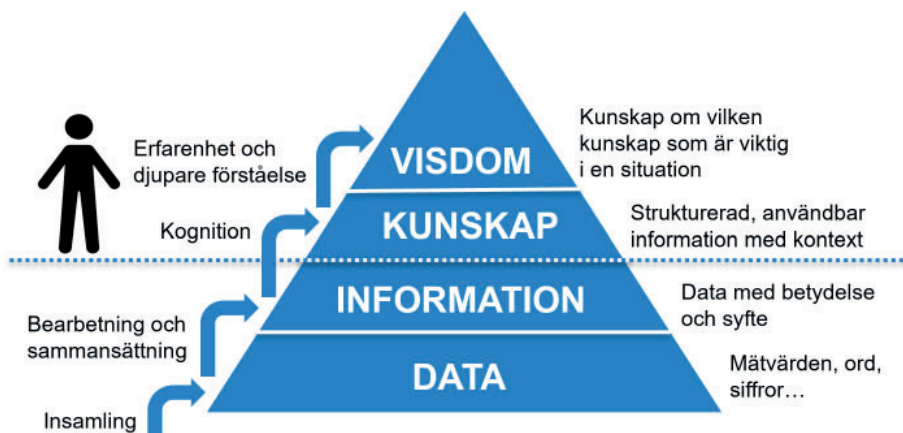 Kunskap om vilken
kunskap som är viktig
i en situation
Erfarenhet och
djupare förståelse
VISDOM
Kognition
KUNSKAP
Strukturerad, användbar
information med kontext
INFORMATION
Data med betydelse
och syfte
Bearbetning och
sammansättning
DATA
Mätvärden, ord,
siffror…
Insamling